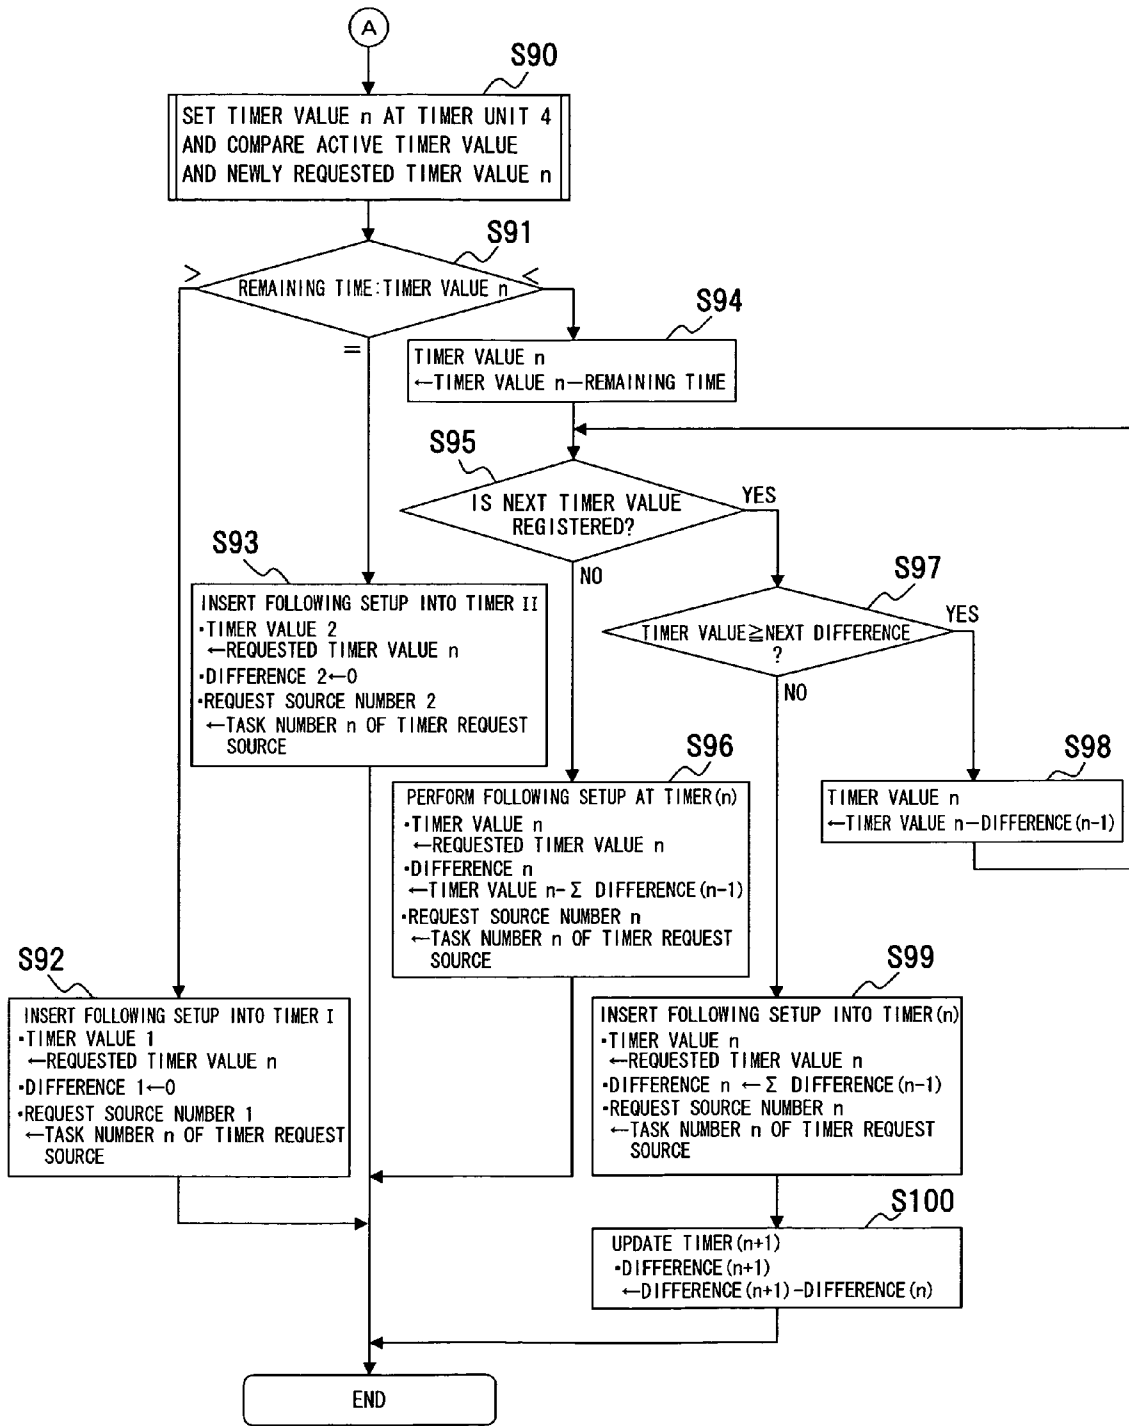 A
S90
SET TIMER VALUE n AT TIMER UNIT 4
AND COMPARE ACTIVE TIMER VALUE
AND NEWLY REQUESTED TIMER VALUE n
S91
>
REMAINING TIME:TIMER VALUE n
<
=
S94
TIMER VALUE n
←TIMER VALUE n−REMAINING TIME
S95
IS NEXT TIMER VALUE
REGISTERED?
YES
NO
S93
INSERT FOLLOWING SETUP INTO TIMER II
・TIMER VALUE 2
←REQUESTED TIMER VALUE n
・DIFFERENCE 2←0
・REQUEST SOURCE NUMBER 2
←TASK NUMBER n OF TIMER REQUEST
SOURCE
S97
TIMER VALUE≧NEXT DIFFERENCE
?
YES
NO
S96
PERFORM FOLLOWING SETUP AT TIMER(n)
・TIMER VALUE n
←REQUESTED TIMER VALUE n
・DIFFERENCE n
←TIMER VALUE n-Σ DIFFERENCE(n-1)
・REQUEST SOURCE NUMBER n
←TASK NUMBER n OF TIMER REQUEST
SOURCE
S98
TIMER VALUE n
←TIMER VALUE n−DIFFERENCE(n-1)
S92
INSERT FOLLOWING SETUP INTO TIMER I
・TIMER VALUE 1
←REQUESTED TIMER VALUE n
・DIFFERENCE 1←0
・REQUEST SOURCE NUMBER 1
←TASK NUMBER n OF TIMER REQUEST
SOURCE
S99
INSERT FOLLOWING SETUP INTO TIMER(n)
・TIMER VALUE n
←REQUESTED TIMER VALUE n
・DIFFERENCE n ←Σ DIFFERENCE(n-1)
・REQUEST SOURCE NUMBER n
←TASK NUMBER n OF TIMER REQUEST
SOURCE
S100
UPDATE TIMER(n+1)
・DIFFERENCE(n+1)
←DIFFERENCE(n+1)-DIFFERENCE(n)
END